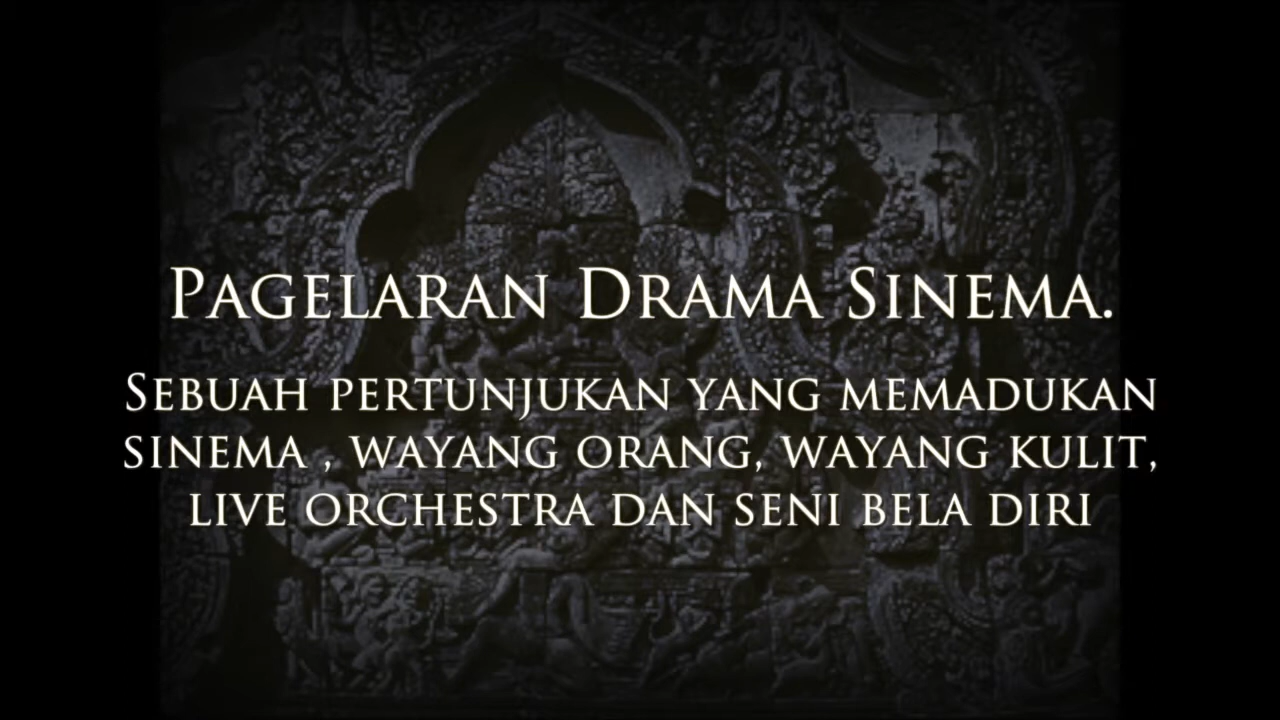 Pagelaran Drama Sinema.
Sebuah pertunjukan yang memadukan
sinema , wayang orang, wayang kulit,
live orchestra dan seni bela diri